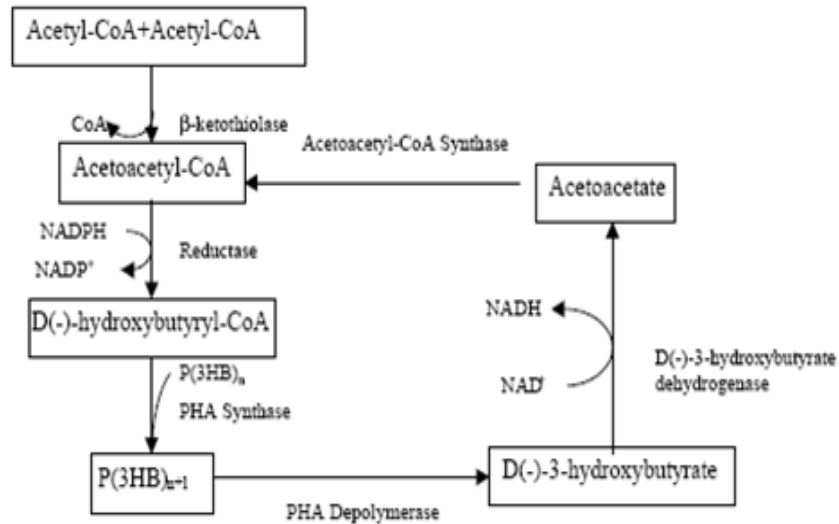 Acetyl-CoA+Acetyl-CoA
CoA
β-ketothiolase
Acetoacetyl-CoA Synthase
Acetoacetyl-CoA
Acetoacetate
NADPH
Reductase
NADP⁺
D(-)-hydroxybutyryl-CoA
NADH
P(3HB)ₙ
D(-)-3-hydroxybutyrate
dehydrogenase
NAD⁺
PHA Synthase
P(3HB)ₙ₊₁
D(-)-3-hydroxybutyrate
PHA Depolymerase